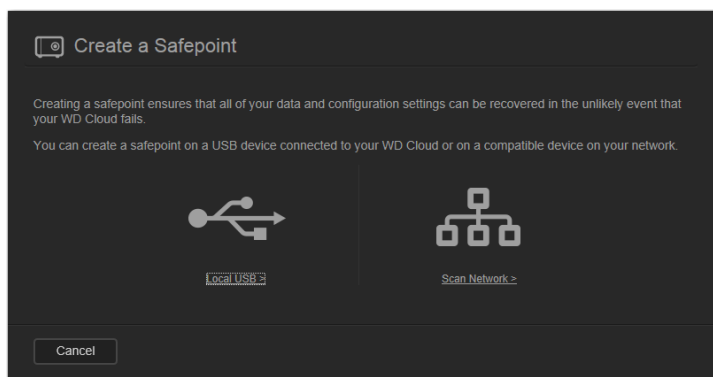 Create a Safepoint
Creating a safepoint ensures that all of your data and configuration settings can be recovered in the unlikely event that
your WD Cloud fails.
You can create a safepoint on a USB device connected to your WD Cloud or on a compatible device on your network.
Local USB >
Scan Network >
Cancel